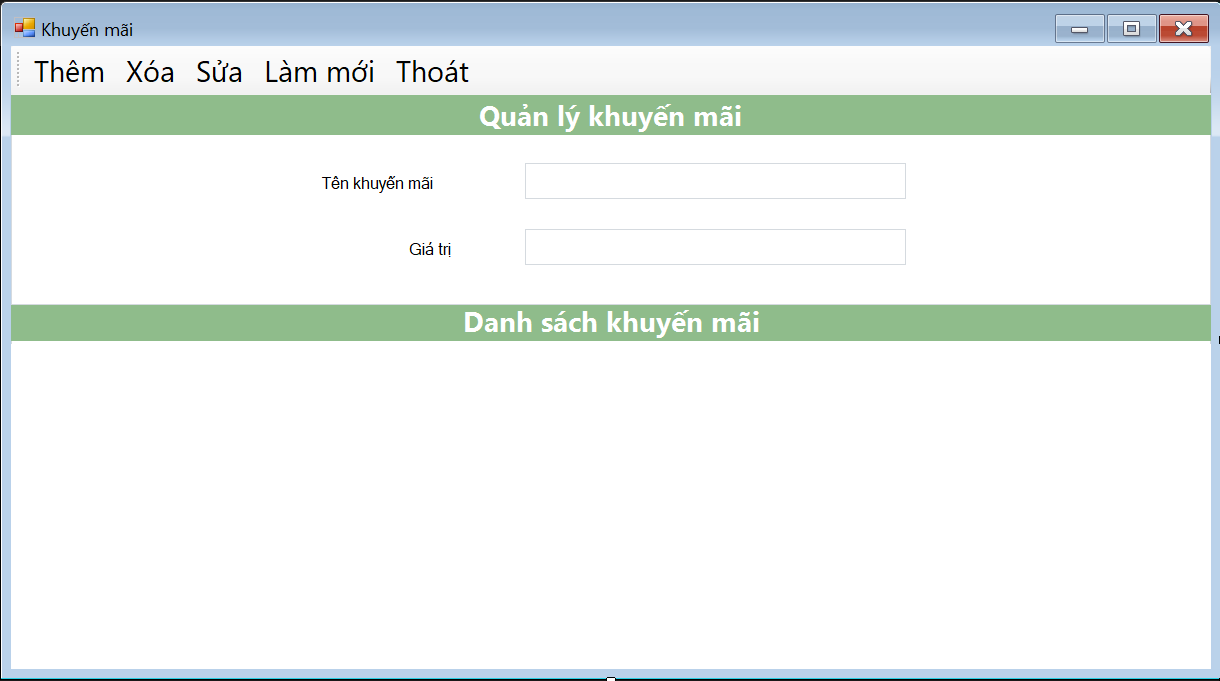 Khuyến mãi
Thêm Xóa Sửa Làm mới Thoát
Quản lý khuyến mãi
Tên khuyến mãi
Giá trị
Danh sách khuyến mãi